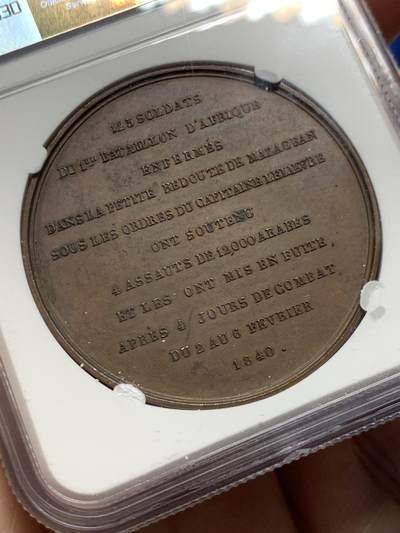 123 SOLDATS
DU 1ER BATAILLON D'AFRIQUE
ENFERMÉS
DANS LA PETITE REDOUTE DE MAZAGRAN
SOUS LES ORDRES DU CAPITAINE LELIEVRE
ONT SOUTENU
4 ASSAUTS DE 12,000 ARABES
ET LES ONT MIS EN FUITE,
APRÈS 4 JOURS DE COMBAT
DU 2 AU 6 FEVRIER
1840.